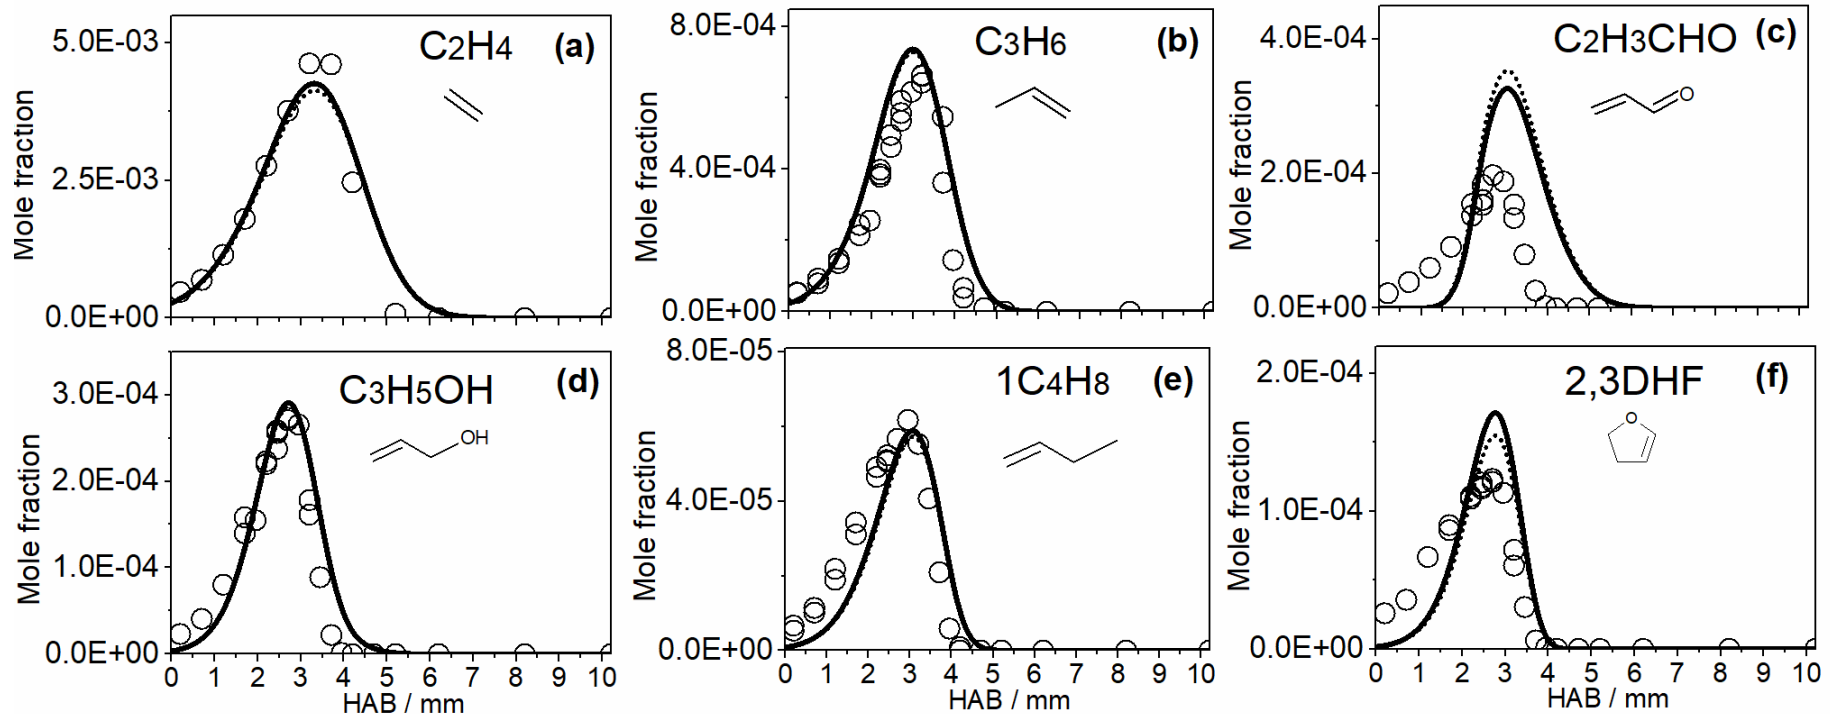 C2H4 (a)
5.0E-03
2.5E-03
0.0E+00
Mole fraction
C3H6 (b)
8.0E-04
4.0E-04
0.0E+00
Mole fraction
C2H3CHO (c)
4.0E-04
2.0E-04
0.0E+00
Mole fraction
O
C3H5OH (d)
3.0E-04
2.0E-04
1.0E-04
0.0E+00
Mole fraction
OH
0 1 2 3 4 5 6 7 8 9 10
HAB / mm
1C4H8 (e)
8.0E-05
4.0E-05
0.0E+00
Mole fraction
0 1 2 3 4 5 6 7 8 9 10
HAB / mm
2,3DHF (f)
2.0E-04
1.0E-04
0.0E+00
Mole fraction
O
0 1 2 3 4 5 6 7 8 9 10
HAB / mm